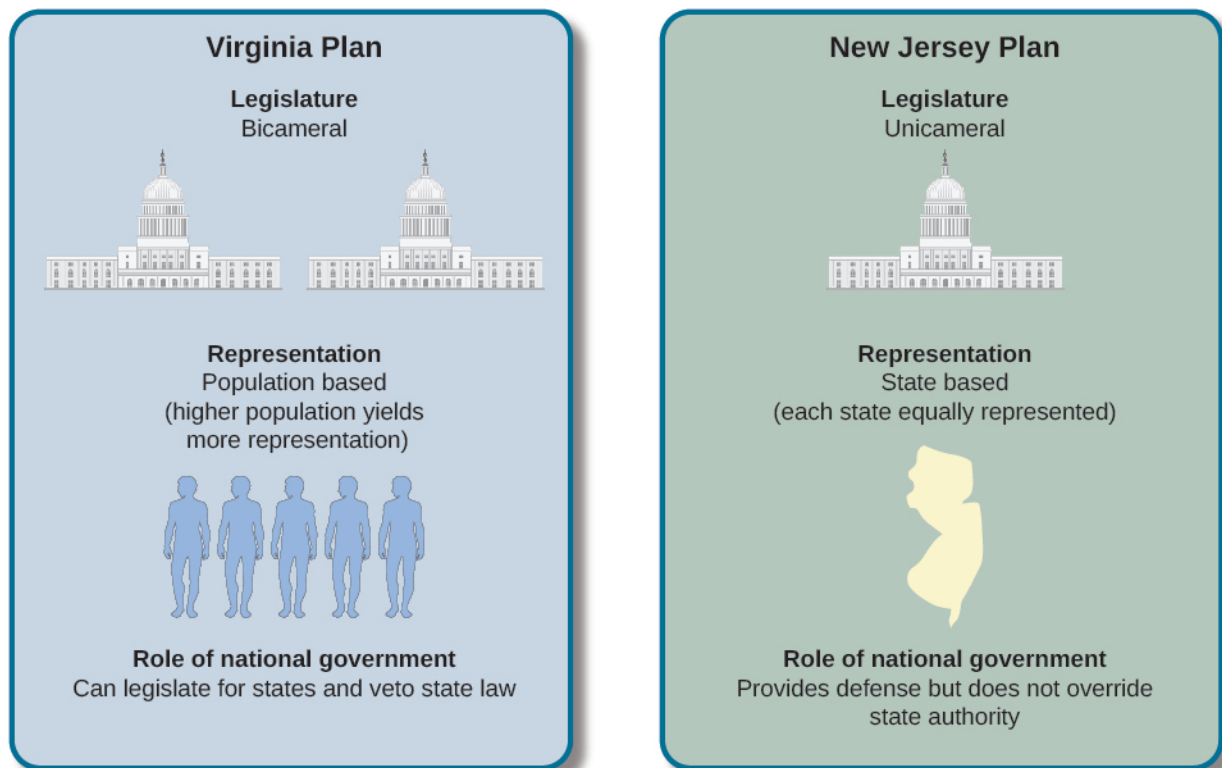 Virginia Plan
Legislature
Bicameral
Representation
Population based
(higher population yields
more representation)
Role of national government
Can legislate for states and veto state law
New Jersey Plan
Legislature
Unicameral
Representation
State based
(each state equally represented)
Role of national government
Provides defense but does not override
state authority